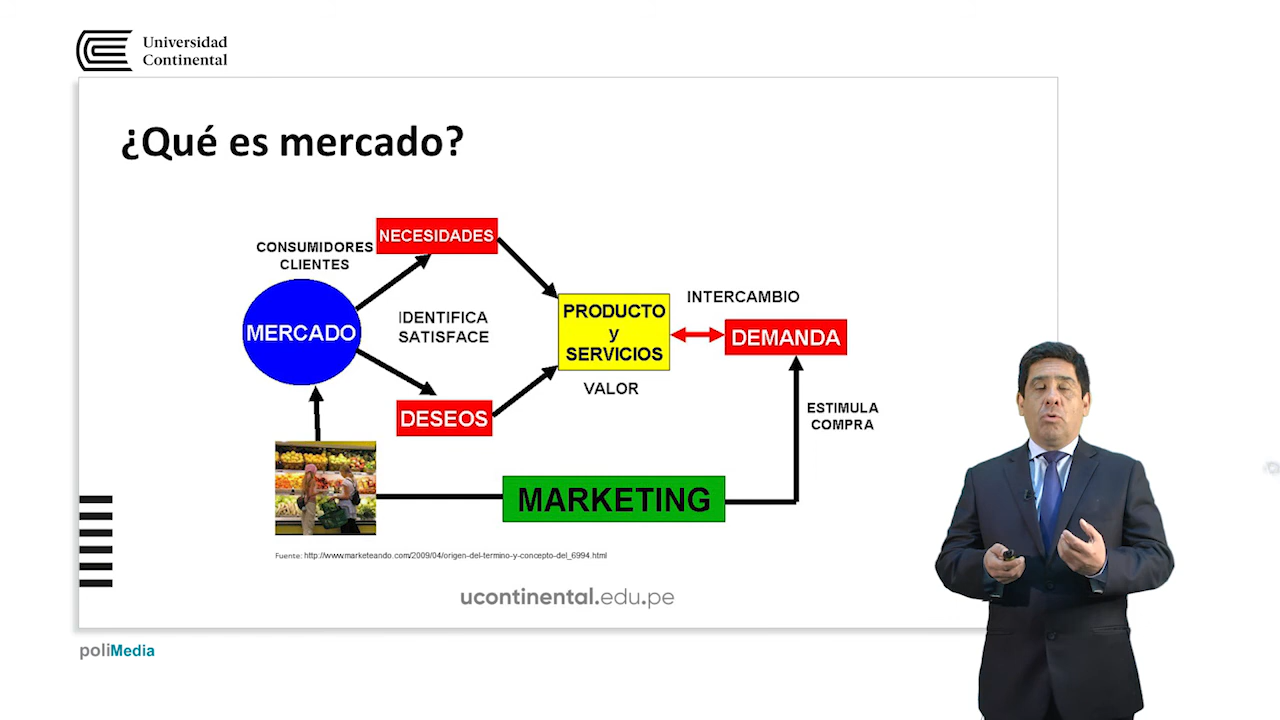 Universidad
Continental
¿Qué es mercado?
CONSUMIDORES
CLIENTES
NECESIDADES
MERCADO
IDENTIFICA
SATISFACE
DESEOS
PRODUCTO
y
SERVICIOS
VALOR
INTERCAMBIO
DEMANDA
ESTIMULA
COMPRA
MARKETING
Fuente: http://www.marketeando.com/2009/04/origen-del-termino-y-concepto-del_6994.html
ucontinental.edu.pe
poliMedia